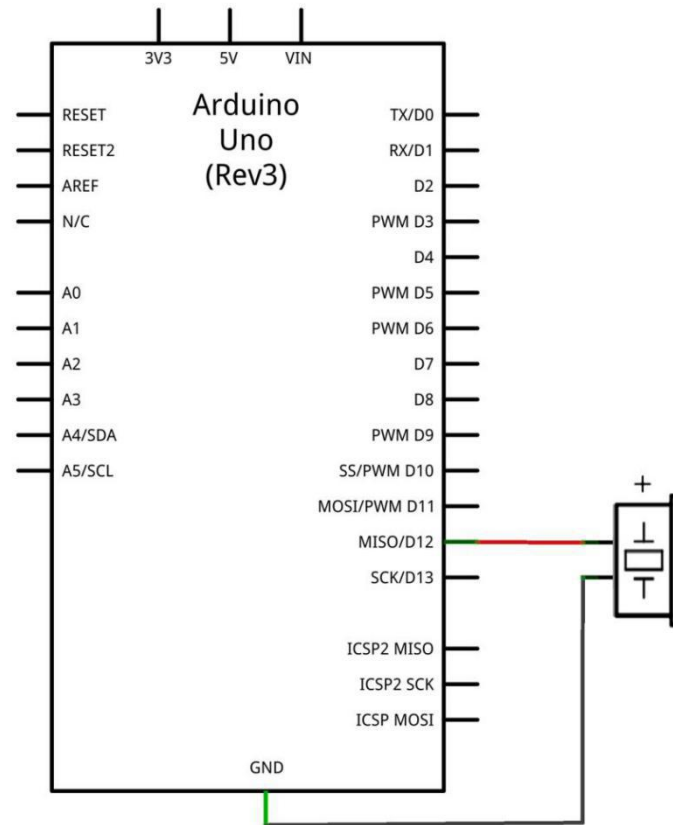 3V3 5V VIN
Arduino
Uno
(Rev3)
RESET
RESET2
AREF
N/C
A0
A1
A2
A3
A4/SDA
A5/SCL
TX/D0
RX/D1
D2
PWM D3
D4
PWM D5
PWM D6
D7
D8
PWM D9
SS/PWM D10
MOSI/PWM D11
MISO/D12
SCK/D13
ICSP2 MISO
ICSP2 SCK
ICSP MOSI
GND
+